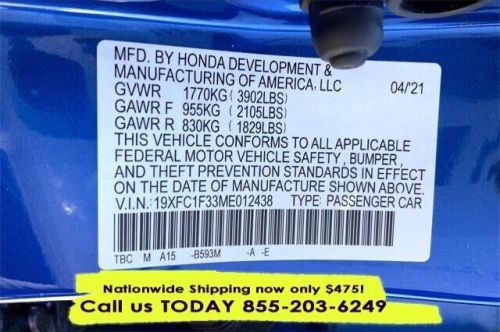 MFD. BY HONDA DEVELOPMENT &
MANUFACTURING OF AMERICA, LLC 04/'21
GVWR 1770KG (3902LBS)
GAWR F 955KG (2105LBS)
GAWR R 830KG (1829LBS)
THIS VEHICLE CONFORMS TO ALL APPLICABLE
FEDERAL MOTOR VEHICLE SAFETY, BUMPER,
AND THEFT PREVENTION STANDARDS IN EFFECT
ON THE DATE OF MANUFACTURE SHOWN ABOVE.
V.I.N.:19XFC1F33ME012438 TYPE: PASSENGER CAR
TBC M A15 -B593M -A -E
Nationwide Shipping now only $475!
Call us TODAY 855-203-6249